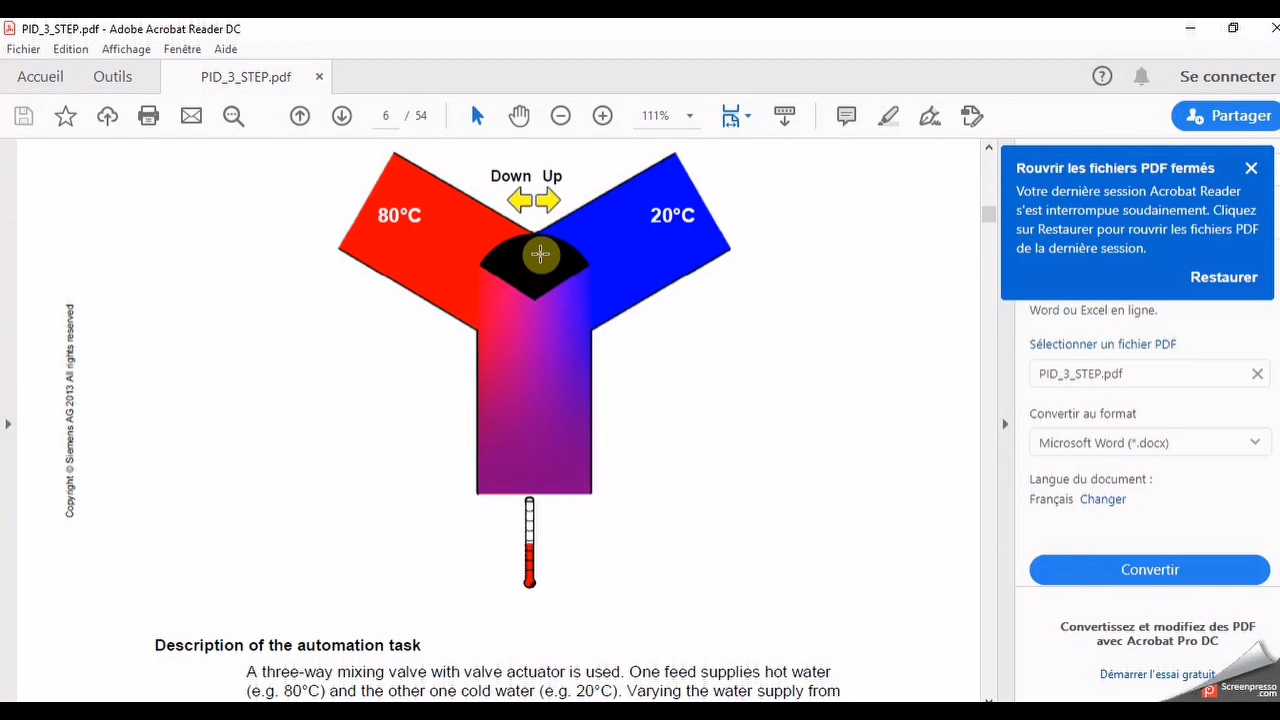 PID_3_STEP.pdf - Adobe Acrobat Reader DC
Fichier Edition Affichage Fenêtre Aide
Accueil Outils PID_3_STEP.pdf × Se connecter
6 / 54 111% Partager
Down Up
80°C 20°C
Copyright © Siemens AG 2013 All rights reserved
Description of the automation task
A three-way mixing valve with valve actuator is used. One feed supplies hot water
(e.g. 80°C) and the other one cold water (e.g. 20°C). Varying the water supply from
Rouvrir les fichiers PDF fermés
Votre dernière session Acrobat Reader
s'est interrompue soudainement. Cliquez
sur Restaurer pour rouvrir les fichiers PDF
de la dernière session.
Restaurer
Word ou Excel en ligne.
Sélectionner un fichier PDF
PID_3_STEP.pdf
Convertir au format
Microsoft Word (*.docx)
Langue du document :
Français Changer
Convertir
Convertissez et modifiez des PDF
avec Acrobat Pro DC
Démarrer l'essai gratuit
Screenpresso
.com